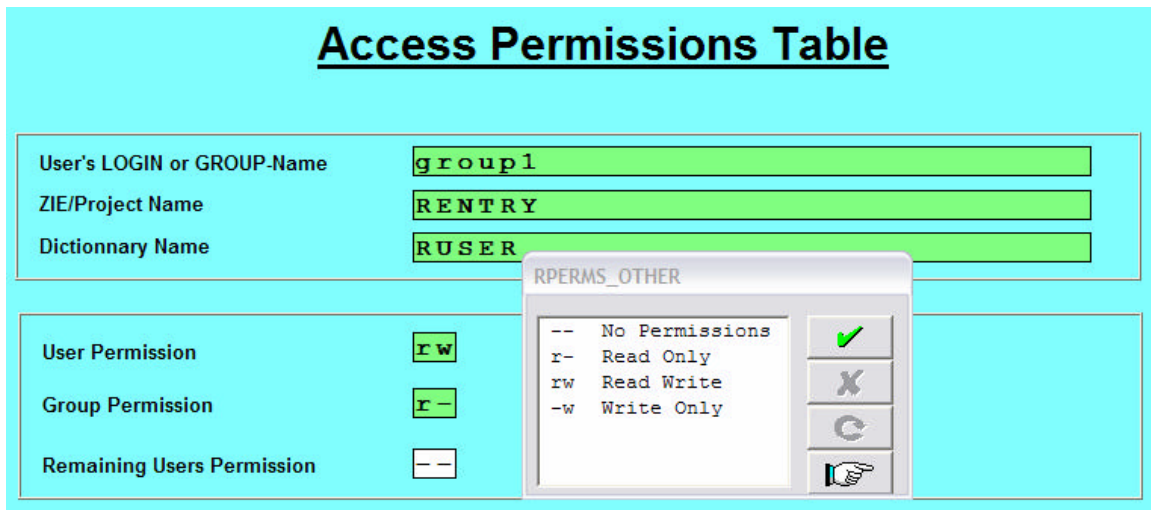 Access Permissions Table
User's LOGIN or GROUP-Name group1
ZIE/Project Name RENTRY
Dictionnary Name RUSER
RPERMS_OTHER
-- No Permissions
r- Read Only
rw Read Write
-w Write Only
User Permission rw
Group Permission r-
Remaining Users Permission --